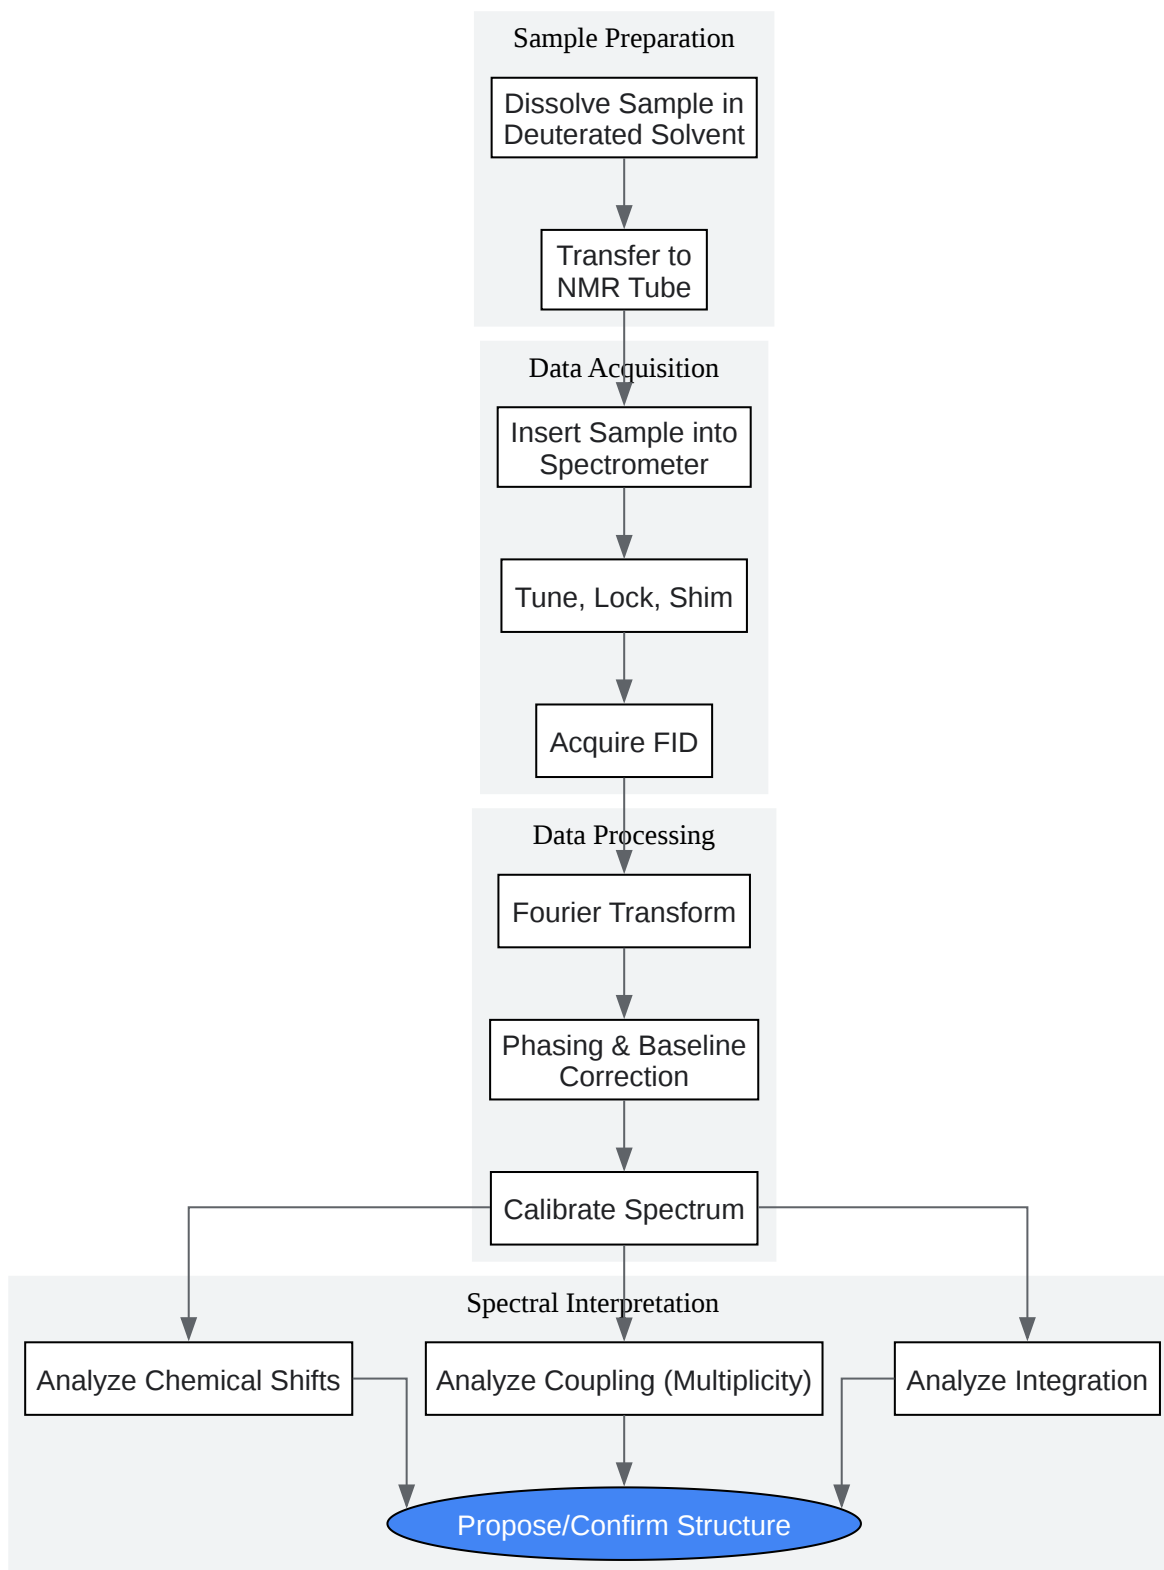 Sample Preparation
Dissolve Sample in
Deuterated Solvent
Transfer to
NMR Tube
Data Acquisition
Insert Sample into
Spectrometer
Tune, Lock, Shim
Acquire FID
Data Processing
Fourier Transform
Phasing & Baseline
Correction
Calibrate Spectrum
Spectral Interpretation
Analyze Chemical Shifts
Analyze Coupling (Multiplicity)
Analyze Integration
Propose/Confirm Structure